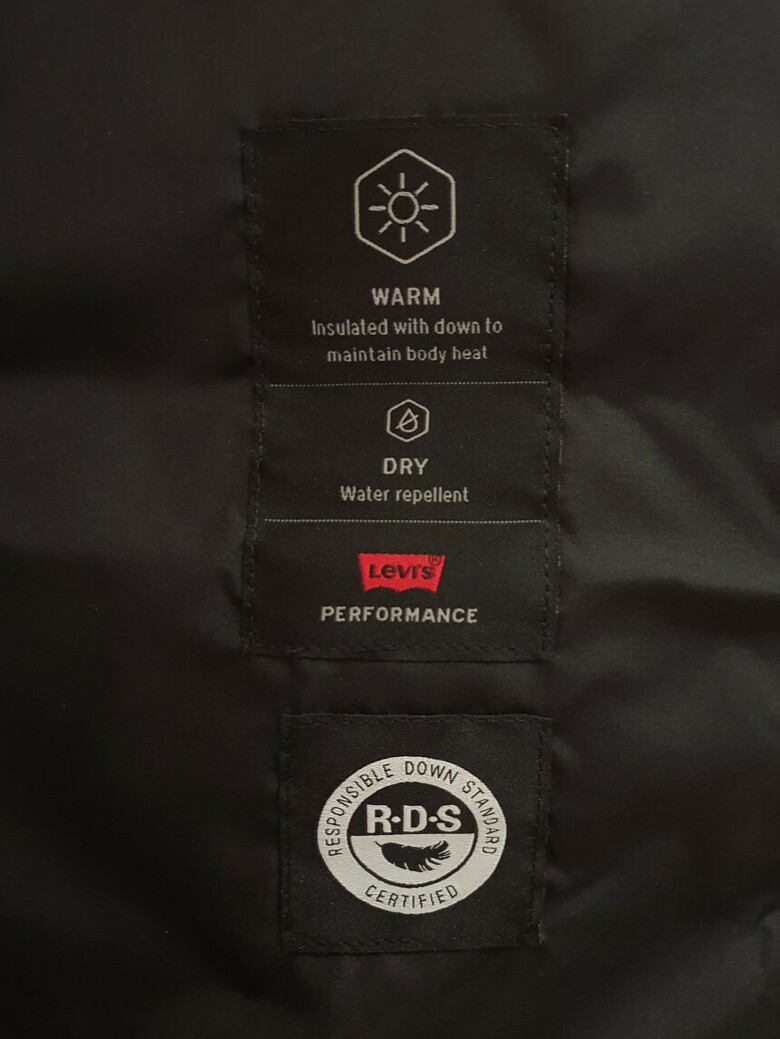 WARM
Insulated with down to
maintain body heat
DRY
Water repellent
Levi's®
PERFORMANCE
RESPONSIBLE DOWN STANDARD
R·D·S
CERTIFIED